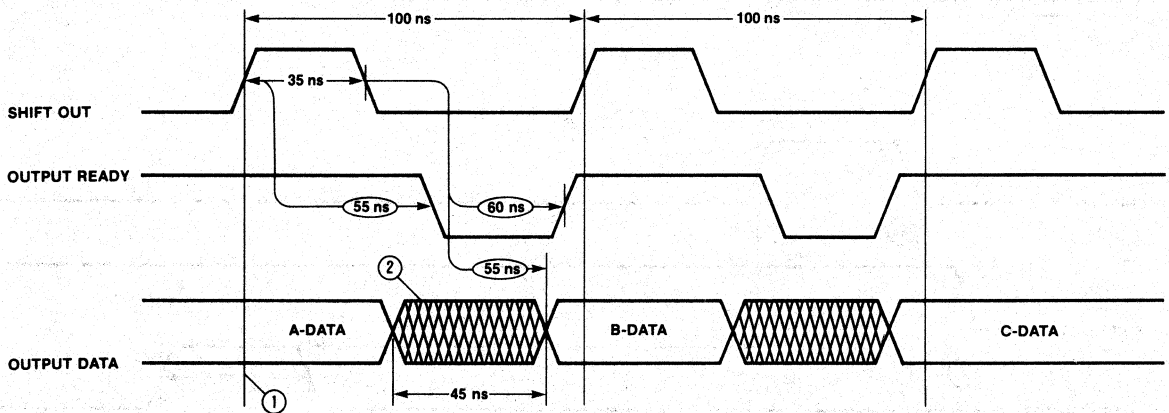 100 ns 100 ns
35 ns
SHIFT OUT
OUTPUT READY
55 ns 60 ns
2 55 ns
A-DATA B-DATA C-DATA
OUTPUT DATA
45 ns
1